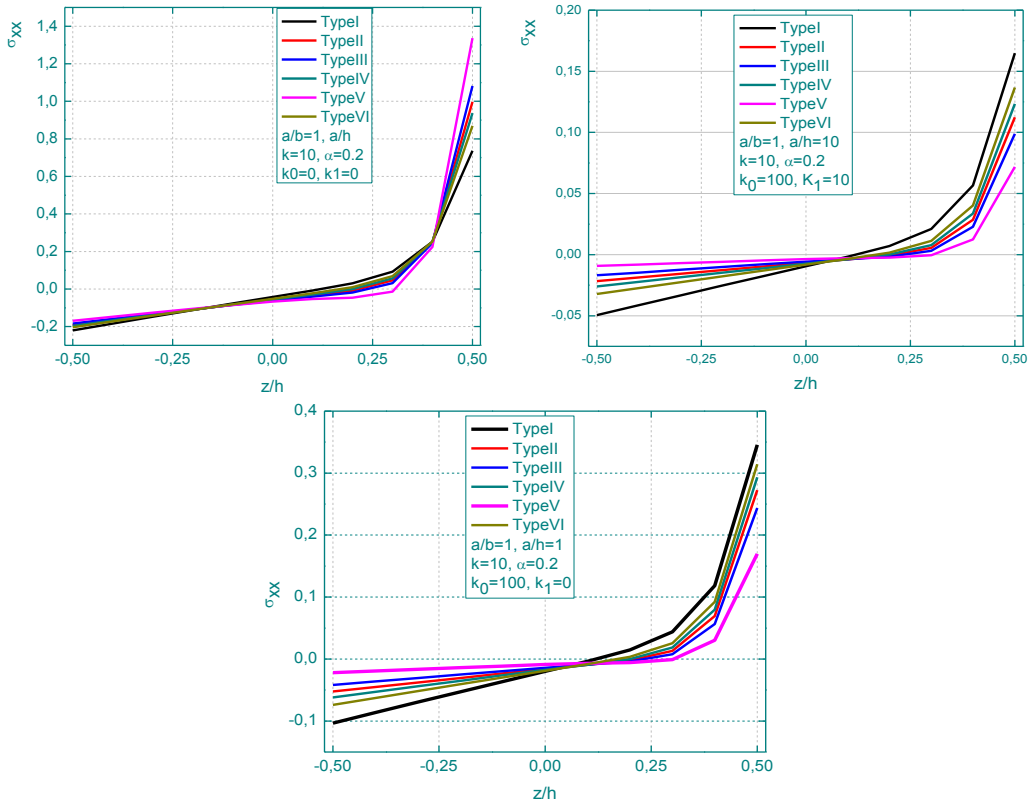 σxx
1,4
1,2
1,0
0,8
0,6
0,4
0,2
0,0
-0,2
-0,50
-0,25
0,00
0,25
0,50
z/h
TypeI
TypeII
TypeIII
TypeIV
TypeV
TypeVI
a/b=1, a/h
k=10, α=0.2
k0=0, k1=0
σxx
0,20
0,15
0,10
0,05
0,00
-0,05
-0,50
-0,25
0,00
0,25
0,50
z/h
TypeI
TypeII
TypeIII
TypeIV
TypeV
TypeVI
a/b=1, a/h=10
k=10, α=0.2
k0=100, K1=10
σxx
0,4
0,3
0,2
0,1
0,0
-0,1
-0,50
-0,25
0,00
0,25
0,50
z/h
TypeI
TypeII
TypeIII
TypeIV
TypeV
TypeVI
a/b=1, a/h=1
k=10, α=0.2
k0=100, k1=0